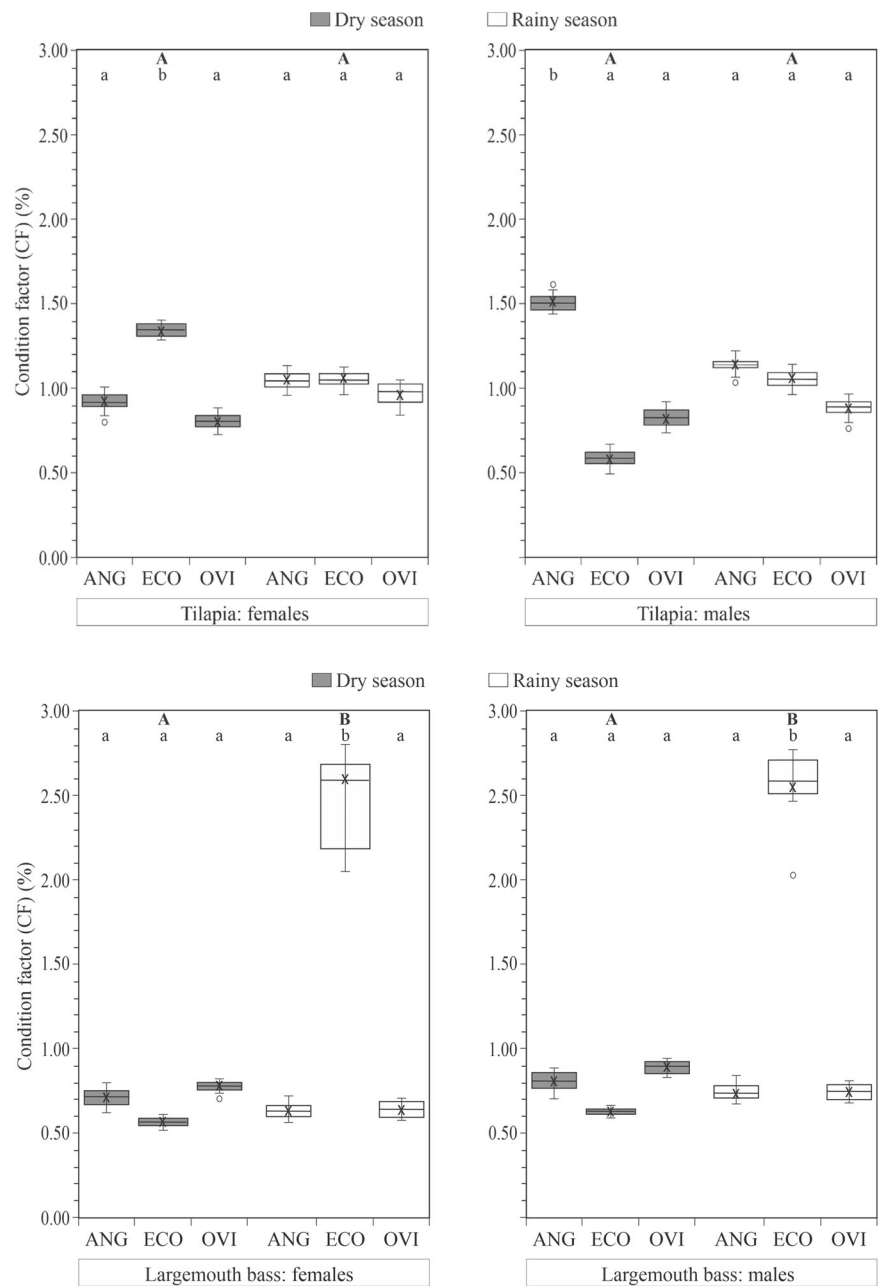 Dry season
Rainy season
Condition factor (CF) (%)
3.00
2.50
2.00
1.50
1.00
0.50
0.00
A A
a b a a a a
ANG ECO OVI ANG ECO OVI
Tilapia: females
3.00
2.50
2.00
1.50
1.00
0.50
0.00
A A
b a a a a a
ANG ECO OVI ANG ECO OVI
Tilapia: males
Dry season
Rainy season
Condition factor (CF) (%)
3.00
2.50
2.00
1.50
1.00
0.50
0.00
A B
a a a a b a
ANG ECO OVI ANG ECO OVI
Largemouth bass: females
3.00
2.50
2.00
1.50
1.00
0.50
0.00
A B
a a a a b a
ANG ECO OVI ANG ECO OVI
Largemouth bass: males